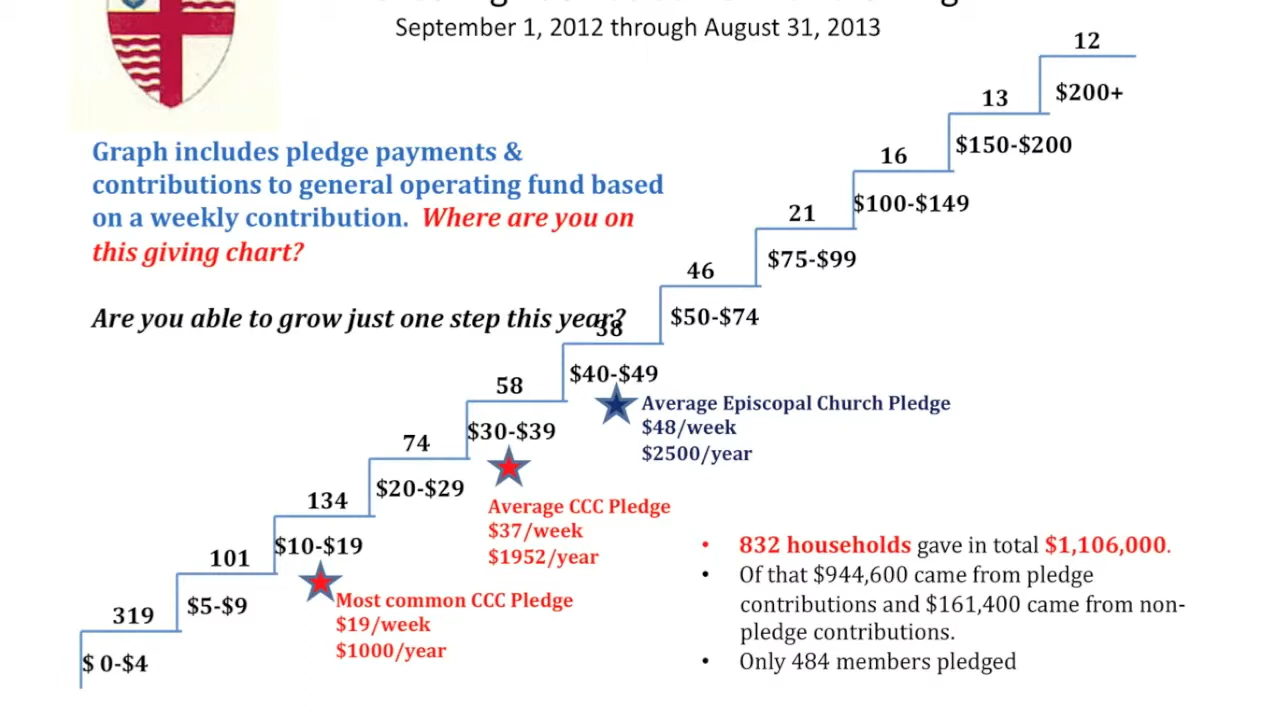 September 1, 2012 through August 31, 2013
12
$200+
13
$150-$200
16
$100-$149
21
$75-$99
46
$50-$74
38
$40-$49
58
$30-$39
74
$20-$29
134
$10-$19
101
$5-$9
319
$ 0-$4
Graph includes pledge payments &
contributions to general operating fund based
on a weekly contribution. Where are you on
this giving chart?
Are you able to grow just one step this year?
Average Episcopal Church Pledge
$48/week
$2500/year
Average CCC Pledge
$37/week
$1952/year
Most common CCC Pledge
$19/week
$1000/year
• 832 households gave in total $1,106,000.
• Of that $944,600 came from pledge
contributions and $161,400 came from non-
pledge contributions.
• Only 484 members pledged